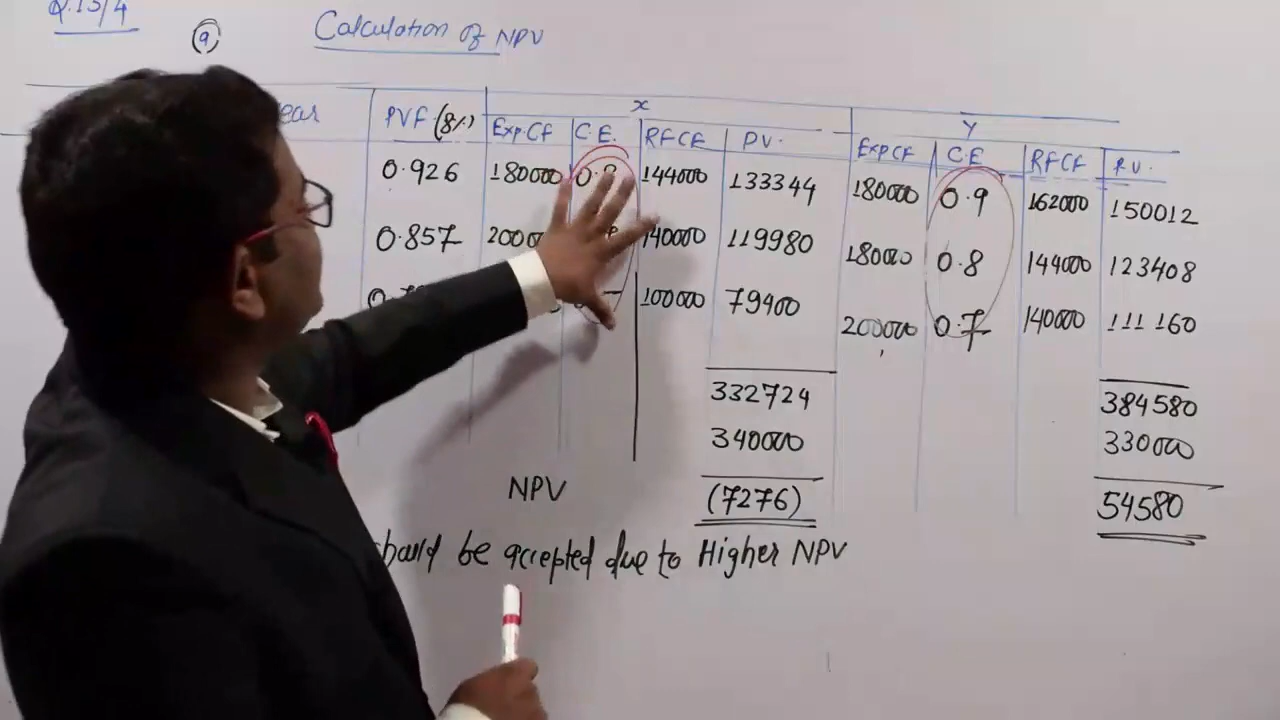 Q.13/4
(a) Calculation of NPV
x Y
PVF (8%) Exp.CF C.E. RFCF PV. Exp CF C.E RFCF P.V.
0.926 180000 144000 133344 180000 0.9 162000 150012
0.857 140000 119980 180000 0.8 144000 123408
100000 79400 200000 0.7 140000 111160
332724 384580
340000 330000
NPV (7276) 54580
be accepted due to Higher NPV